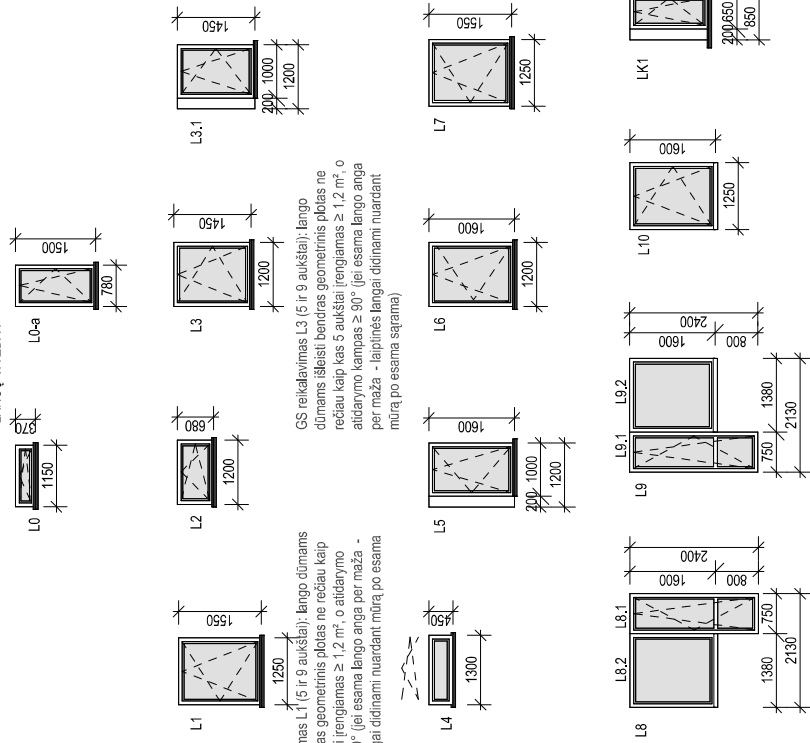 L0
370
1150
L0-a
1500
780
L1
1550
1250
L2
680
1200
L3
1450
1200
L3.1
1450
200
1000
1200
mas L1 (5 ir 9 aukštai): lango dūmams
as geometrinis plotas ne rečiau kaip
i įrengiamas ≥ 1,2 m², o atidarymo
0° (jei esama lango anga per maža -
gai didinami nuardant mūrą po esama
GS reikalavimas L3 (5 ir 9 aukštai): lango
dūmams išleisti bendras geometrinis plotas ne
rečiau kaip kas 5 aukštai įrengiamas ≥ 1,2 m², o
atidarymo kampas ≥ 90° (jei esama lango anga
per maža - laiptinės langai didinami nuardant
mūrą po esama sąrama)
L4
450
1300
L5
1600
200
1000
1200
L6
1600
1200
L7
1550
1250
L8
L8.2
L8.1
1600
800
2400
1380
750
2130
L9
L9.1
L9.2
1600
800
2400
750
1380
2130
L10
1600
1250
LK1
200
650
850